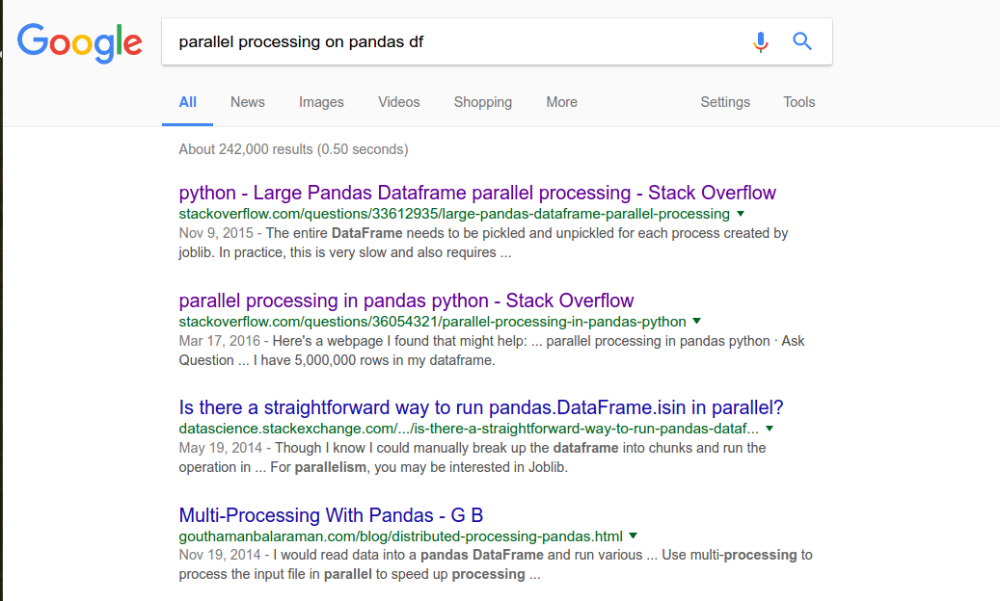 Google
parallel processing on pandas df
All News Images Videos Shopping More Settings Tools
About 242,000 results (0.50 seconds)
python - Large Pandas Dataframe parallel processing - Stack Overflow
stackoverflow.com/questions/33612935/large-pandas-dataframe-parallel-processing
Nov 9, 2015 - The entire DataFrame needs to be pickled and unpickled for each process created by
joblib. In practice, this is very slow and also requires ...
parallel processing in pandas python - Stack Overflow
stackoverflow.com/questions/36054321/parallel-processing-in-pandas-python
Mar 17, 2016 - Here's a webpage I found that might help: ... parallel processing in pandas python · Ask
Question ... I have 5,000,000 rows in my dataframe.
Is there a straightforward way to run pandas.DataFrame.isin in parallel?
datascience.stackexchange.com/.../is-there-a-straightforward-way-to-run-pandas-dataf...
May 19, 2014 - Though I know I could manually break up the dataframe into chunks and run the
operation in ... For parallelism, you may be interested in Joblib.
Multi-Processing With Pandas - G B
gouthamanbalaraman.com/blog/distributed-processing-pandas.html
Nov 19, 2014 - I would read data into a pandas DataFrame and run various ... Use multi-processing to
process the input file in parallel to speed up processing ...